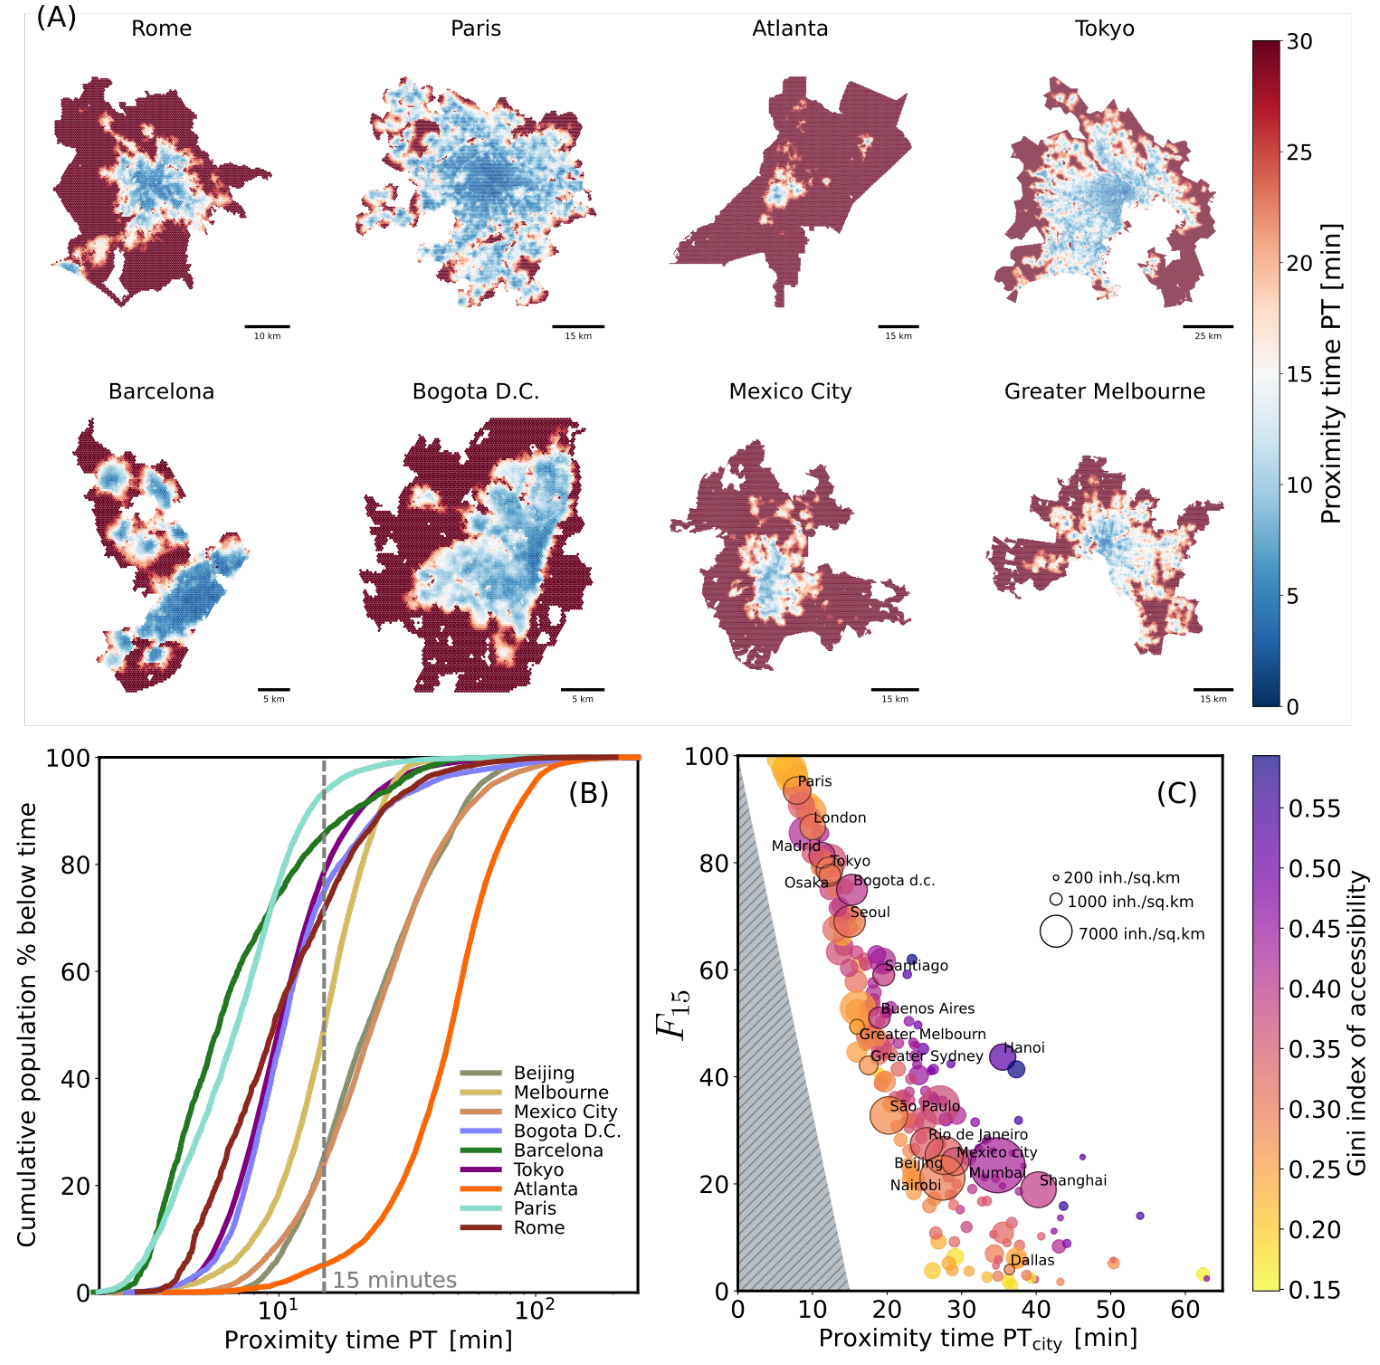 (A)
Rome
Paris
Atlanta
Tokyo
10 km
15 km
15 km
25 km
Barcelona
Bogota D.C.
Mexico City
Greater Melbourne
5 km
5 km
15 km
15 km
30
25
20
15
10
5
0
Proximity time PT [min]
(B)
100
80
60
40
20
0
Cumulative population % below time
10¹
10²
Proximity time PT [min]
15 minutes
Beijing
Melbourne
Mexico City
Bogota D.C.
Barcelona
Tokyo
Atlanta
Paris
Rome
(C)
100
80
60
40
20
0
F₁₅
0
10
20
30
40
50
60
Proximity time PT_city [min]
Paris
London
Madrid
Tokyo
Osaka
Bogota d.c.
Seoul
Santiago
Buenos Aires
Greater Melbourn
Greater Sydney
Hanoi
São Paulo
Rio de Janeiro
Mexico city
Beijing
Mumbai
Nairobi
Shanghai
Dallas
200 inh./sq.km
1000 inh./sq.km
7000 inh./sq.km
0.55
0.50
0.45
0.40
0.35
0.30
0.25
0.20
0.15
Gini index of accessibility